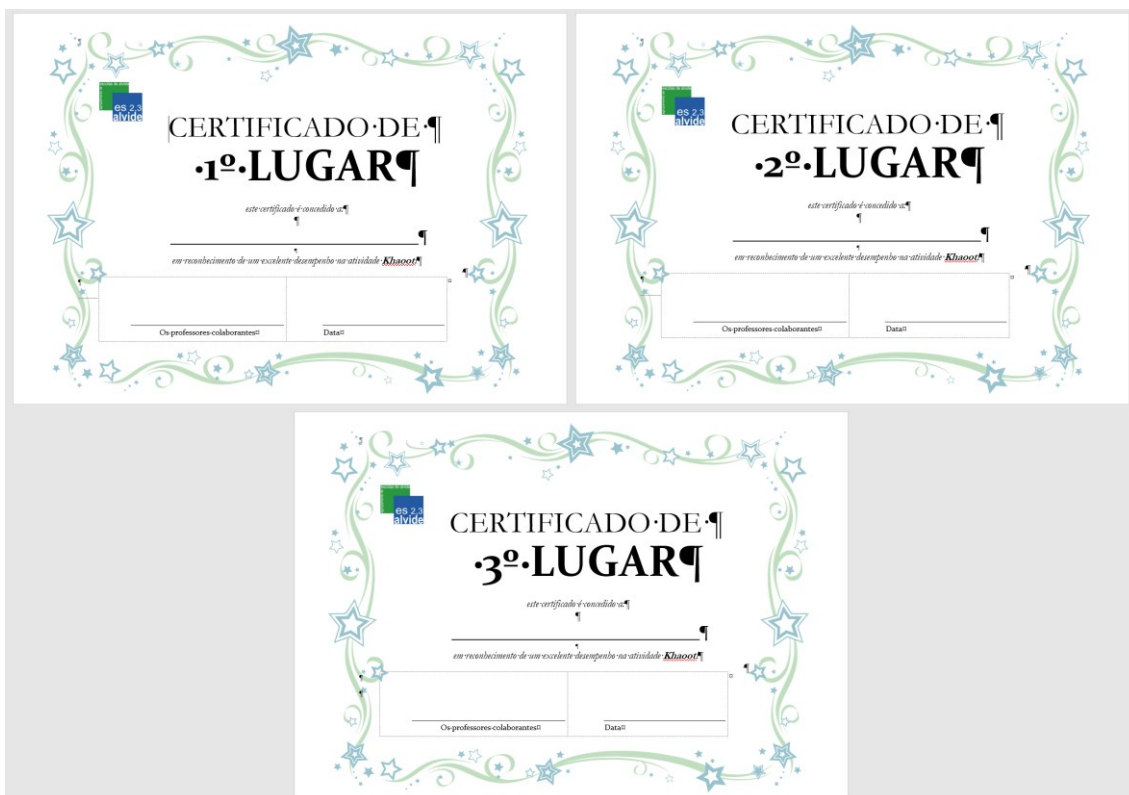 es 2,3
alvide
CERTIFICADO·DE·¶
·1º·LUGAR¶
este·certificado·é·concedido·a:¶
¶
¶
¶
em·reconhecimento·de·um·excelente·desempenho·na·atividade·Khaoot¶
Os·professores·colaborantes¤
Data¤
es 2,3
alvide
CERTIFICADO·DE·¶
·2º·LUGAR¶
este·certificado·é·concedido·a:¶
¶
¶
¶
em·reconhecimento·de·um·excelente·desempenho·na·atividade·Khaoot¶
Os·professores·colaborantes¤
Data¤
es 2,3
alvide
CERTIFICADO·DE·¶
·3º·LUGAR¶
este·certificado·é·concedido·a:¶
¶
¶
¶
em·reconhecimento·de·um·excelente·desempenho·na·atividade·Khaoot¶
Os·professores·colaborantes¤
Data¤